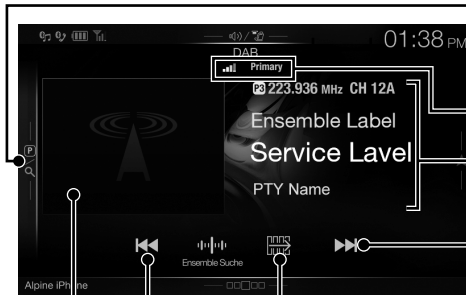 01:38 PM
DAB
Primary
P3 223.936 MHz CH 12A
Ensemble Label
P
Service Lavel
PTY Name
Ensemble Suche
Alpine iPhone